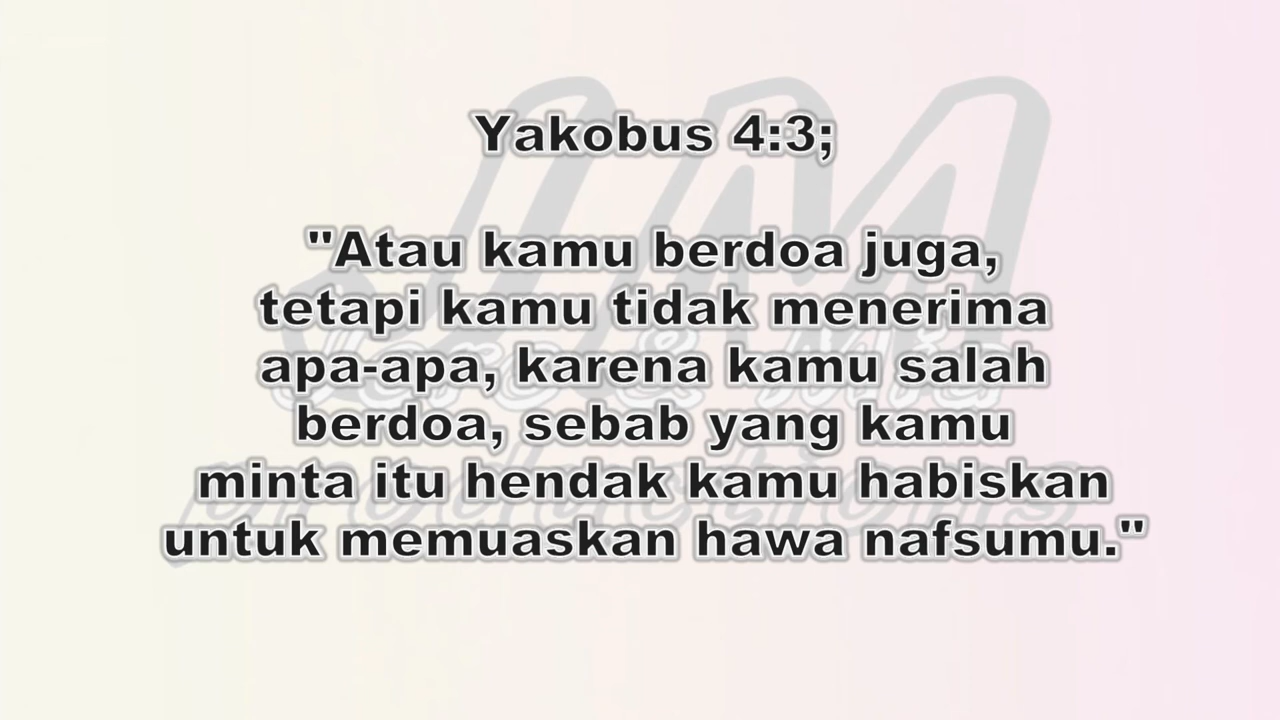 Yakobus 4:3;
"Atau kamu berdoa juga,
tetapi kamu tidak menerima
apa-apa, karena kamu salah
berdoa, sebab yang kamu
minta itu hendak kamu habiskan
untuk memuaskan hawa nafsumu."